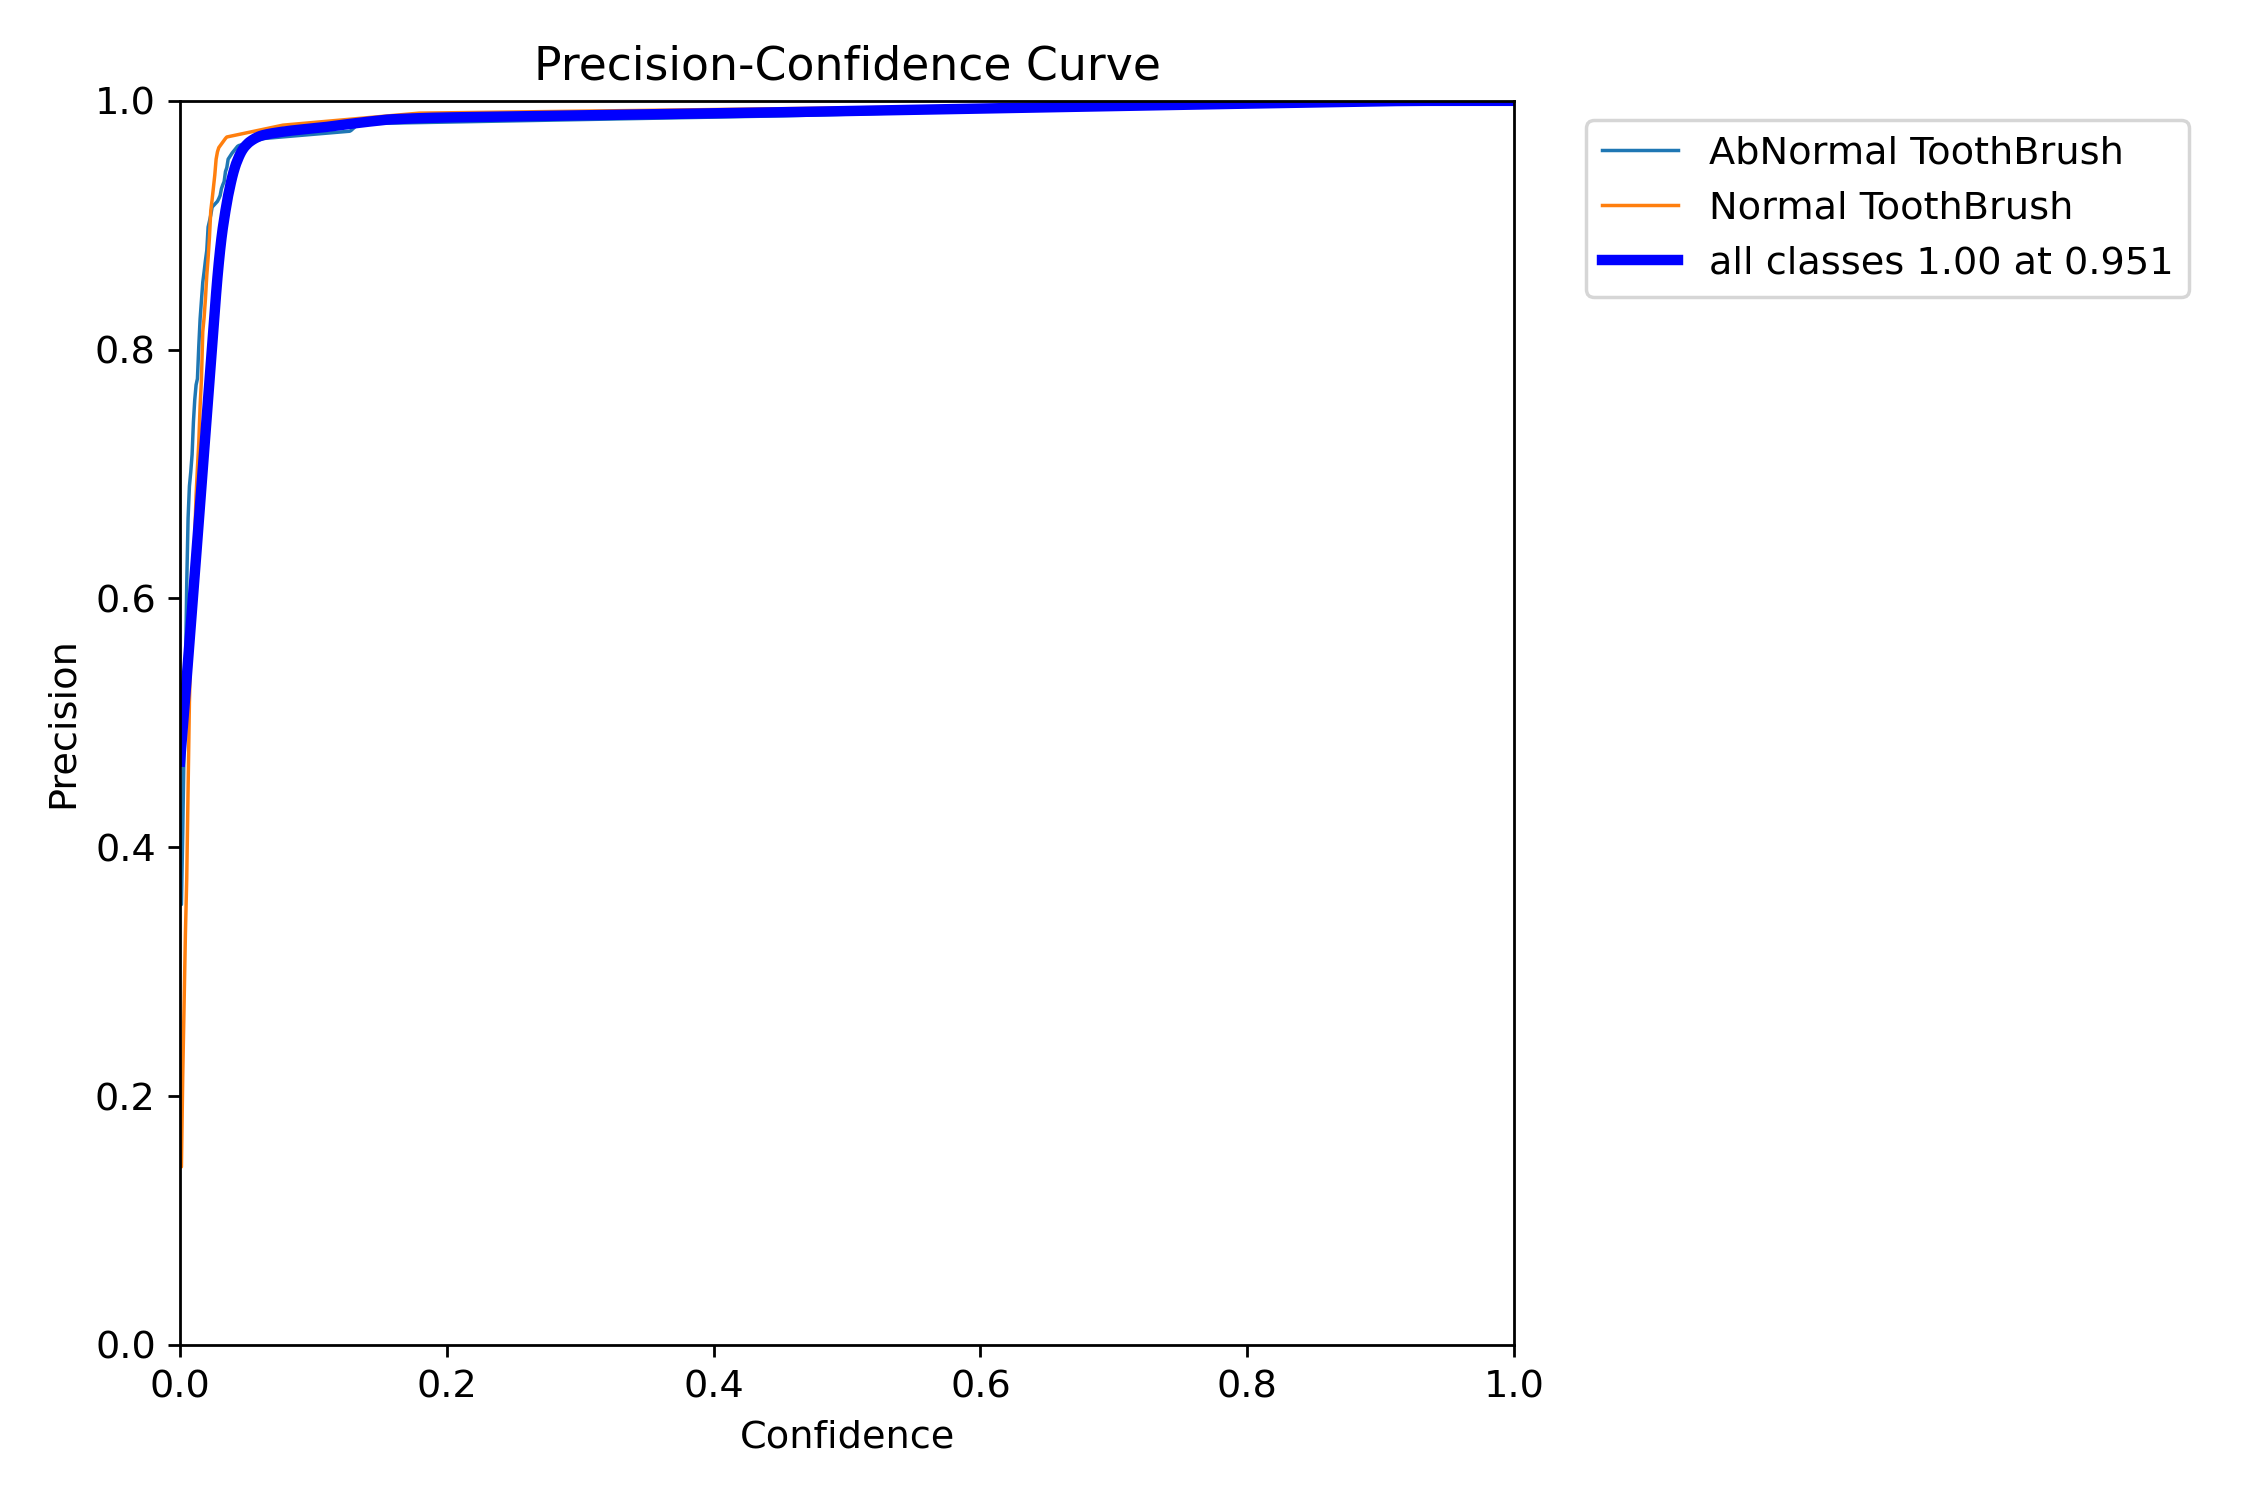 Precision-Confidence Curve
1.0
0.8
0.6
0.4
0.2
0.0
Precision
0.0 0.2 0.4 0.6 0.8 1.0
Confidence
AbNormal ToothBrush
Normal ToothBrush
all classes 1.00 at 0.951